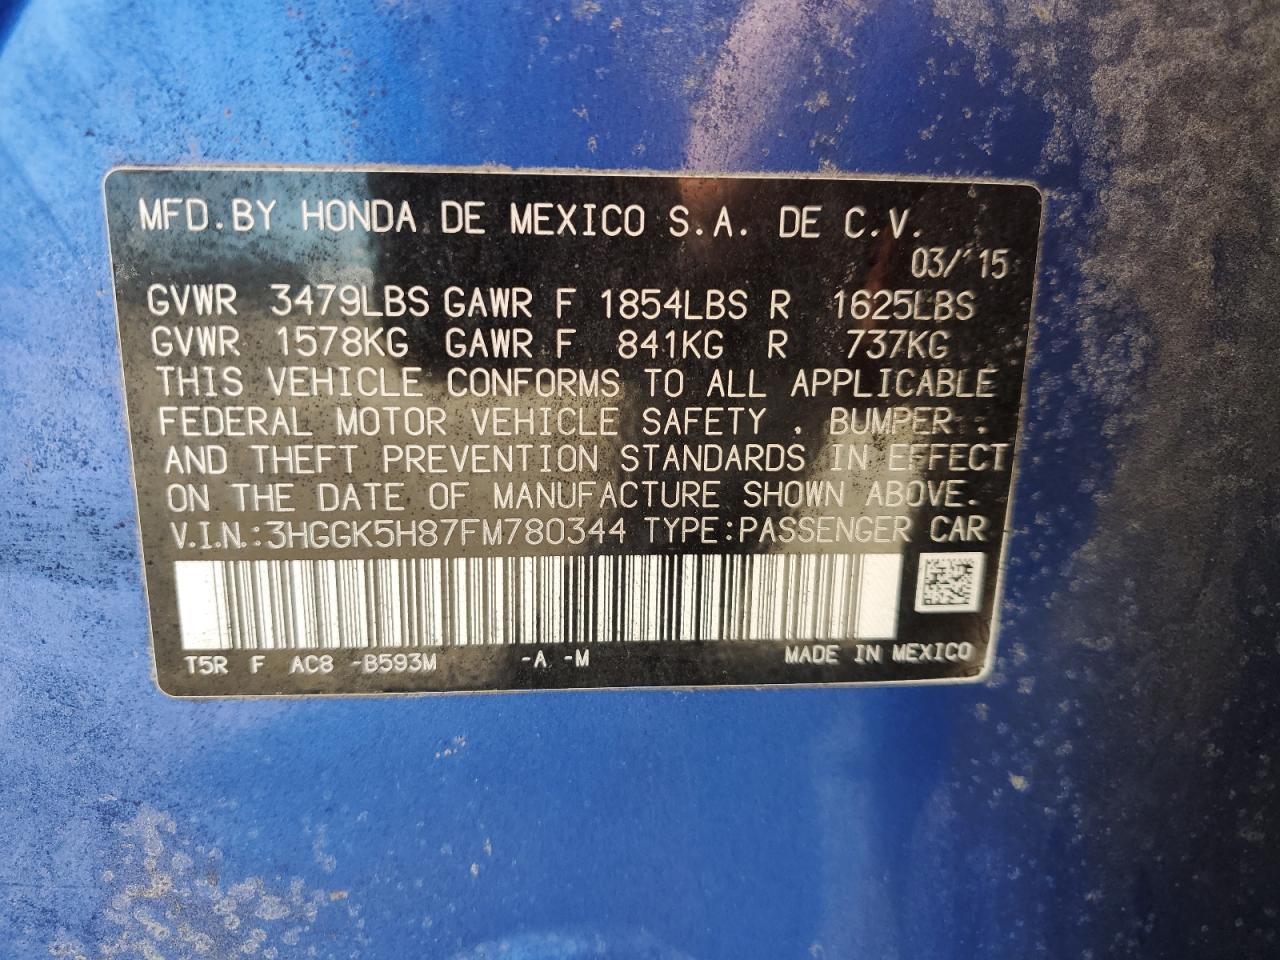 MFD.BY HONDA DE MEXICO S.A. DE C.V.
03/15
GVWR 3479LBS GAWR F 1854LBS R 1625LBS
GVWR 1578KG GAWR F 841KG R 737KG
THIS VEHICLE CONFORMS TO ALL APPLICABLE
FEDERAL MOTOR VEHICLE SAFETY , BUMPER ,
AND THEFT PREVENTION STANDARDS IN EFFECT
ON THE DATE OF MANUFACTURE SHOWN ABOVE.
V.I.N.:3HGGK5H87FM780344 TYPE:PASSENGER CAR
T5R F AC8 -B593M -A -M MADE IN MEXICO